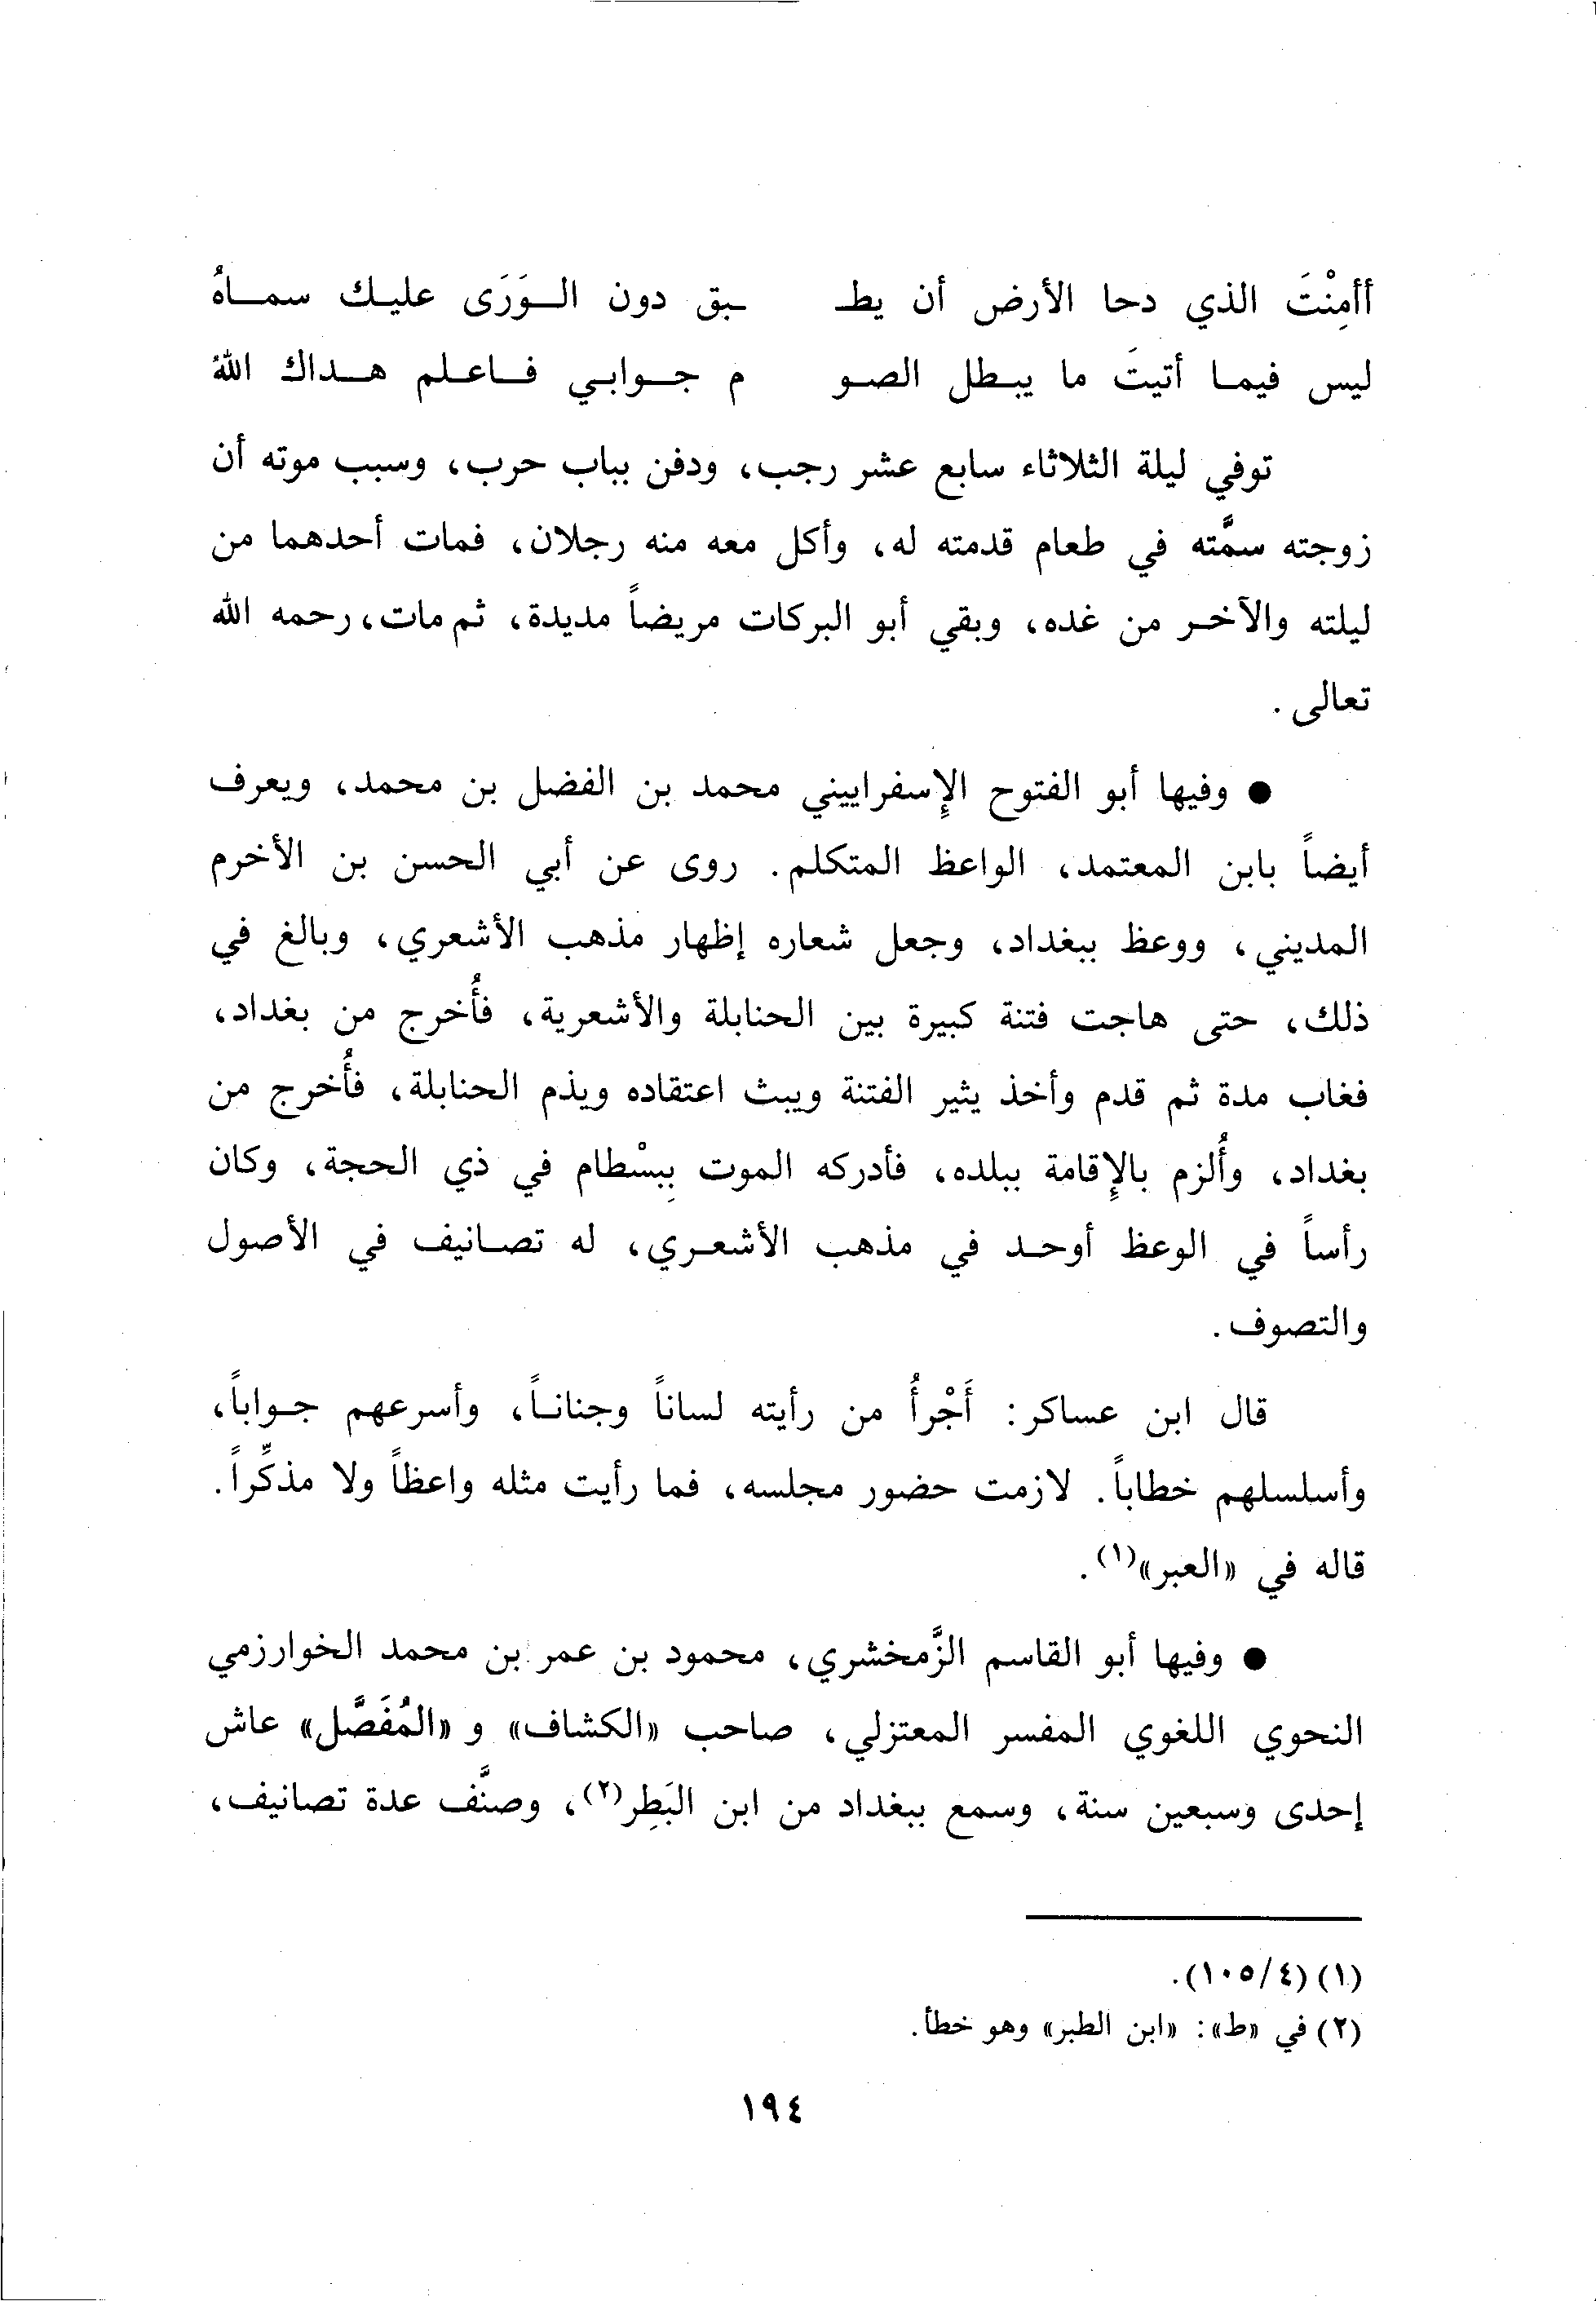 أأمِنْتَ الذي دحا الأرض أن يطـ ـبق دون الـوَرَى عليـك سمـاهُ
ليس فيمـا أتيتَ ما يبـطل الصـو م جـوابـي فـاعـلم هـداك اللهُ
توفي ليلة الثلاثاء سابع عشر رجب، ودفن بباب حرب، وسبب موته أن
زوجته سمَّته في طعام قدمته له، وأكل معه منه رجلان، فمات أحدهما من
ليلته والآخـر من غده، وبقي أبو البركات مريضاً مديدة، ثم مات، رحمه الله
تعالى.
● وفيها أبو الفتوح الإِسفراييني محمد بن الفضل بن محمد، ويعرف
أيضاً بابن المعتمد، الواعظ المتكلم. روى عن أبي الحسن بن الأخرم
المديني، ووعظ ببغداد، وجعل شعاره إظهار مذهب الأشعري، وبالغ في
ذلك، حتى هاجت فتنة كبيرة بين الحنابلة والأشعرية، فأُخرج من بغداد،
فغاب مدة ثم قدم وأخذ يثير الفتنة ويبث اعتقاده ويذم الحنابلة، فأُخرج من
بغداد، وأُلزم بالإِقامة ببلده، فأدركه الموت بِبسْطام في ذي الحجة، وكان
رأساً في الوعظ أوحـد في مذهب الأشعـري، له تصـانيف في الأصول
والتصوف.
قال ابن عساكر: أَجْرأُ من رأيته لساناً وجنانـاً، وأسرعهم جـواباً،
وأسلسلهم خطاباً. لازمت حضور مجلسه، فما رأيت مثله واعظاً ولا مذكِّراً.
قاله في «العبر»(١).
● وفيها أبو القاسم الزَّمخشري، محمود بن عمر بن محمد الخوارزمي
النحوي اللغوي المفسر المعتزلي، صاحب «الكشاف» و «المُفَصَّل» عاش
إحدى وسبعين سنة، وسمع ببغداد من ابن البَطِر(٢)، وصنَّف عدة تصانيف،
(١) (٤/ ١٠٥).
(٢) في «ط»: «ابن الطبر» وهو خطأ.
١٩٤